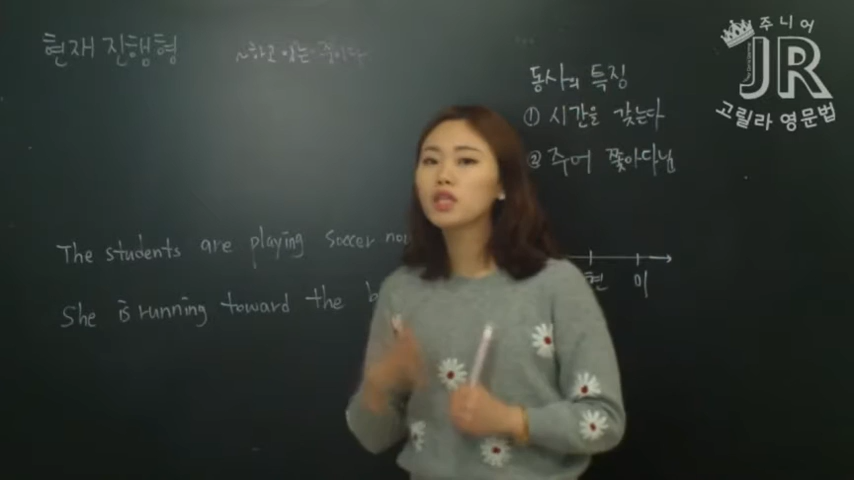 현재 진행형
~하고 있는 중이다
The students are playing soccer
She is running toward the
동사의 특징
① 시간을 갖는다
② 주어 쫓아다님
현 미
주니어
JR
고릴라 영문법